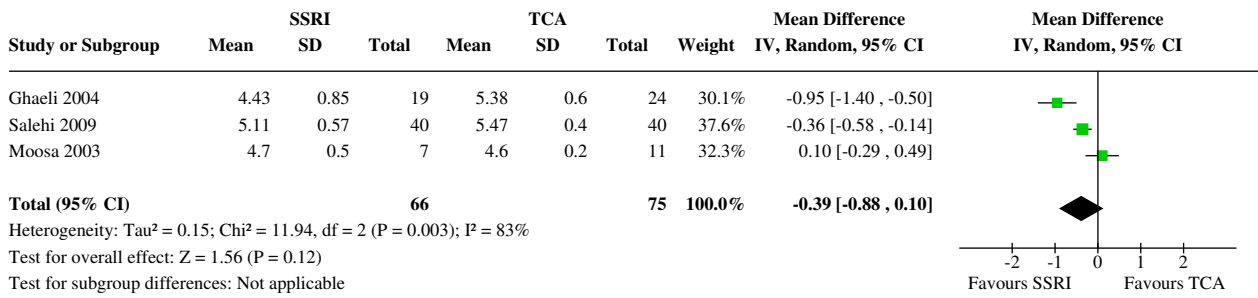 SSRI TCA Mean Difference Mean Difference
Study or Subgroup Mean SD Total Mean SD Total Weight IV, Random, 95% CI IV, Random, 95% CI
Ghaeli 2004 4.43 0.85 19 5.38 0.6 24 30.1% -0.95 [-1.40 , -0.50]
Salehi 2009 5.11 0.57 40 5.47 0.4 40 37.6% -0.36 [-0.58 , -0.14]
Moosa 2003 4.7 0.5 7 4.6 0.2 11 32.3% 0.10 [-0.29 , 0.49]
Total (95% CI) 66 75 100.0% -0.39 [-0.88 , 0.10]
Heterogeneity: Tau² = 0.15; Chi² = 11.94, df = 2 (P = 0.003); I² = 83%
Test for overall effect: Z = 1.56 (P = 0.12)
-2 -1 0 1 2
Test for subgroup differences: Not applicable
Favours SSRI Favours TCA